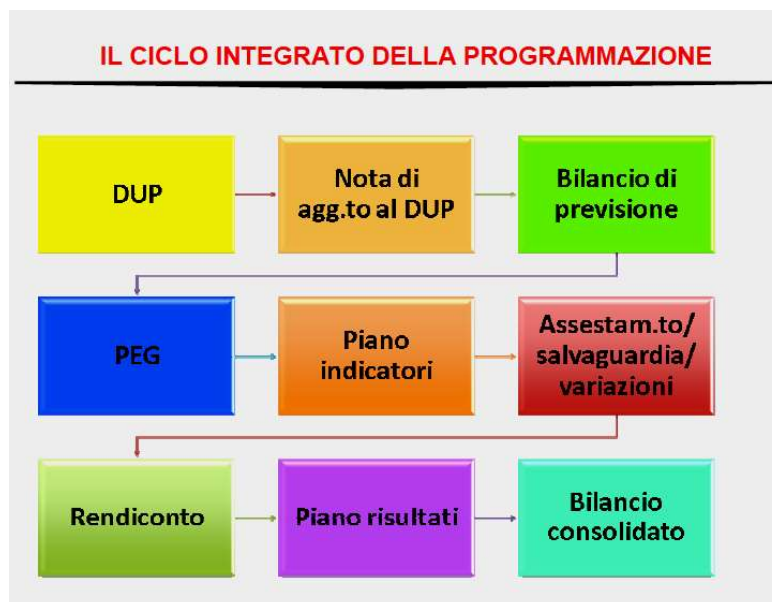 IL CICLO INTEGRATO DELLA PROGRAMMAZIONE
DUP
Nota di
agg.to al DUP
Bilancio di
previsione
PEG
Piano
indicatori
Assestam.to/
salvaguardia/
variazioni
Rendiconto
Piano risultati
Bilancio
consolidato